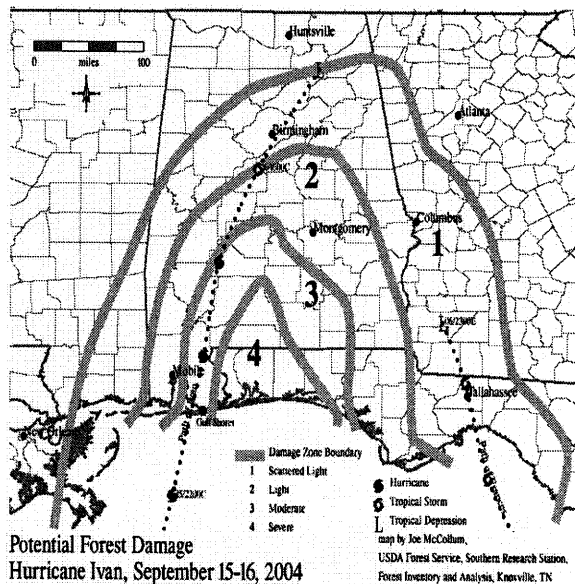 Huntsville
0 miles 100
L
Atlanta
Birmingham
2
Columbus
Montgomery
1
3
4
Mobile
Tallahassee
Gulf Shores
Damage Zone Boundary
1 Scattered Light
2 Light
3 Moderate
4 Severe
Hurricane
Tropical Storm
L Tropical Depression
map by Joe McCollum,
USDA Forest Service, Southern Research Station,
Forest Inventory and Analysis, Knoxville, TN
Potential Forest Damage
Hurricane Ivan, September 15-16, 2004